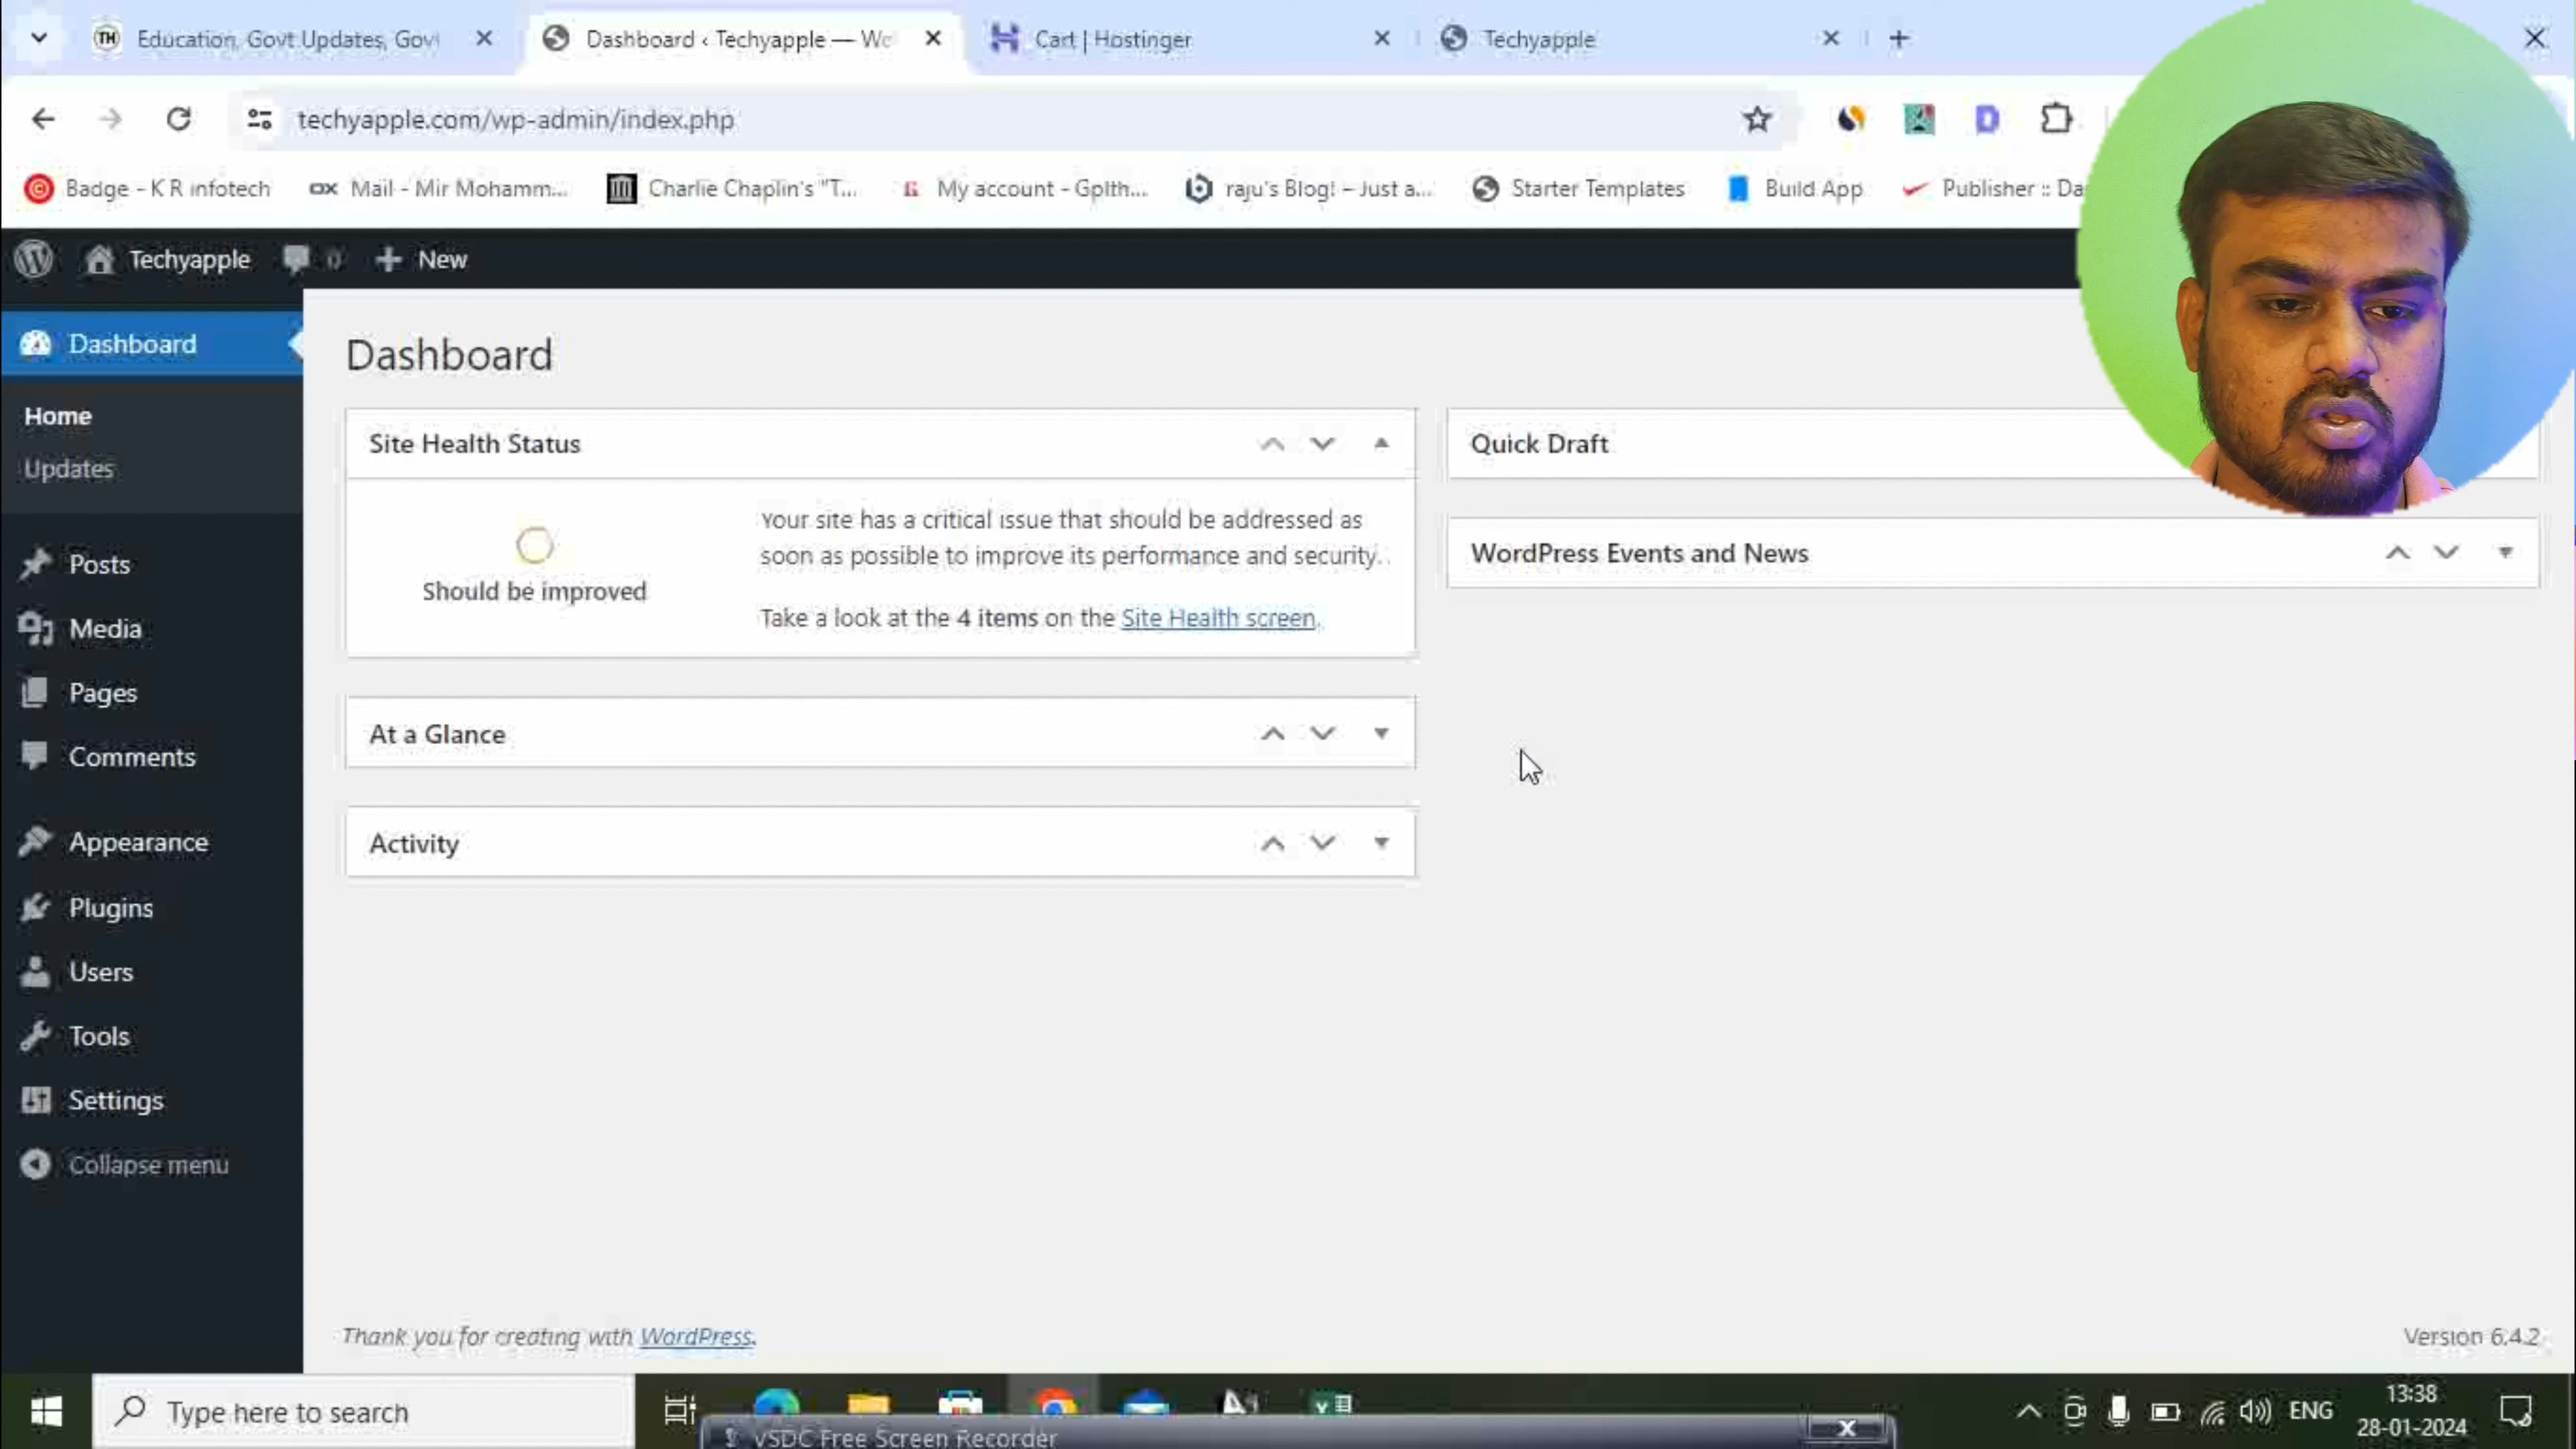 TH Education, Govt Updates, Gov
Dashboard ‹ Techyapple — We
Cart | Hostinger
Techyapple
techyapple.com/wp-admin/index.php
Badge - K R infotech
OX Mail - Mir Mohamm...
Charlie Chaplin's "T...
My account - Gplth...
raju's Blog! – Just a...
Starter Templates
Build App
Publisher :: Da
Techyapple
0
New
Dashboard
Home
Updates
Posts
Media
Pages
Comments
Appearance
Plugins
Users
Tools
Settings
Collapse menu
Dashboard
Site Health Status
Should be improved
Your site has a critical issue that should be addressed as
soon as possible to improve its performance and security.
Take a look at the 4 items on the Site Health screen.
At a Glance
Activity
Quick Draft
WordPress Events and News
Thank you for creating with WordPress.
Version 6.4.2
Type here to search
VSDC Free Screen Recorder
ENG
13:38
28-01-2024